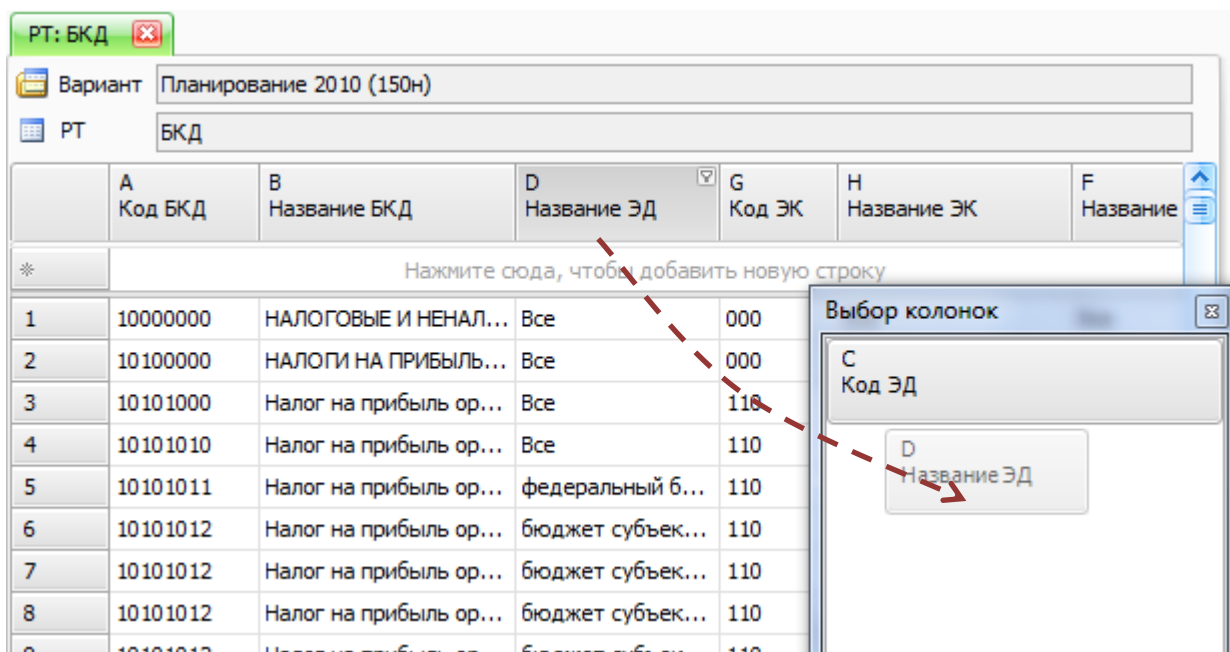 РТ: БКД
Вариант Планирование 2010 (150н)
РТ БКД
A B D G H F
Код БКД Название БКД Название ЭД Код ЭК Название ЭК Название
Нажмите сюда, чтобы добавить новую строку
1 10000000 НАЛОГОВЫЕ И НЕНАЛ... Все 000
Выбор колонок
2 10100000 НАЛОГИ НА ПРИБЫЛЬ... Все 000
C
Код ЭД
3 10101000 Налог на прибыль ор... Все 110
4 10101010 Налог на прибыль ор... Все 110
D
Название ЭД
5 10101011 Налог на прибыль ор... федеральный б... 110
6 10101012 Налог на прибыль ор... бюджет субъек... 110
7 10101012 Налог на прибыль ор... бюджет субъек... 110
8 10101012 Налог на прибыль ор... бюджет субъек... 110